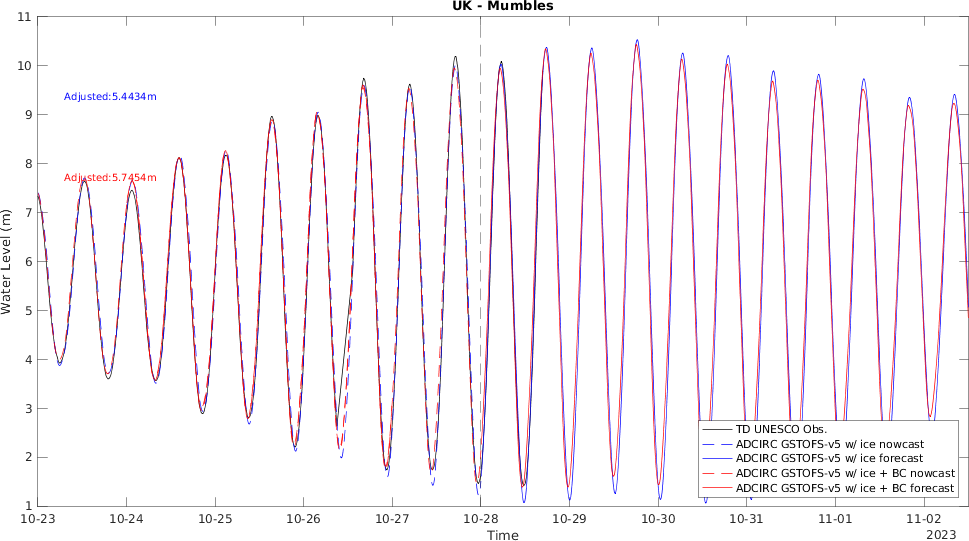 UK - Mumbles
11
10
9
8
7
6
5
4
3
2
1
Water Level (m)
Adjusted:5.4434m
Adjusted:5.7454m
TD UNESCO Obs.
ADCIRC GSTOFS-v5 w/ ice nowcast
ADCIRC GSTOFS-v5 w/ ice forecast
ADCIRC GSTOFS-v5 w/ ice + BC nowcast
ADCIRC GSTOFS-v5 w/ ice + BC forecast
10-23 10-24 10-25 10-26 10-27 10-28 10-29 10-30 10-31 11-01 11-02
Time
2023